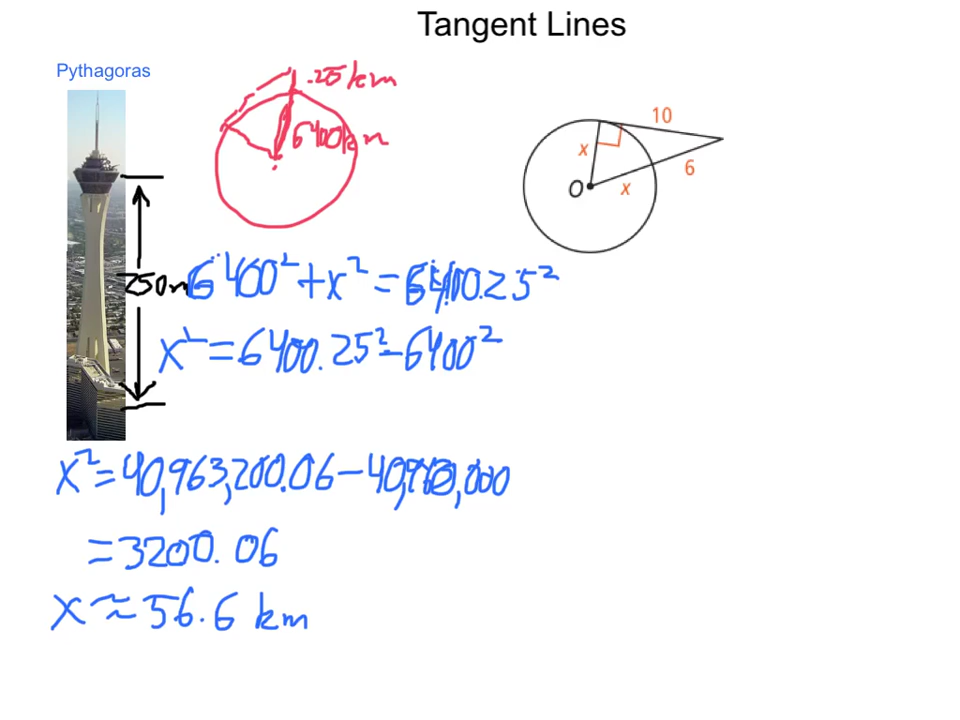 Tangent Lines
Pythagoras
.25 km
6400 km
10
x
6
O
x
250m
6400² + x² = 6400.25²
x² = 6400.25² – 6400²
x² = 40,963,200.06 – 40,960,000
= 3200.06
x ≈ 56.6 km